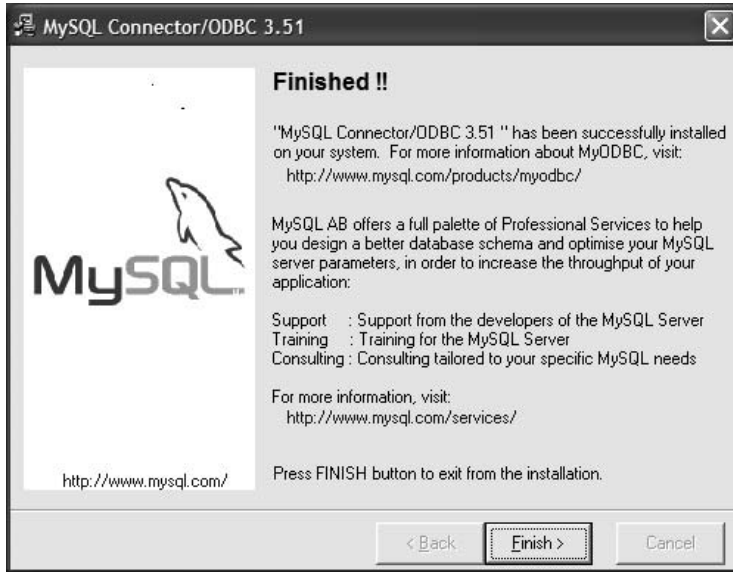 MySQL Connector/ODBC 3.51
Finished !!
"MySQL Connector/ODBC 3.51 " has been successfully installed
on your system. For more information about MyODBC, visit:
http://www.mysql.com/products/myodbc/
MySQL AB offers a full palette of Professional Services to help
you design a better database schema and optimise your MySQL
server parameters, in order to increase the throughput of your
application:
Support : Support from the developers of the MySQL Server
Training : Training for the MySQL Server
Consulting : Consulting tailored to your specific MySQL needs
For more information, visit:
http://www.mysql.com/services/
Press FINISH button to exit from the installation.
MySQL™
http://www.mysql.com/
< Back
Finish >
Cancel